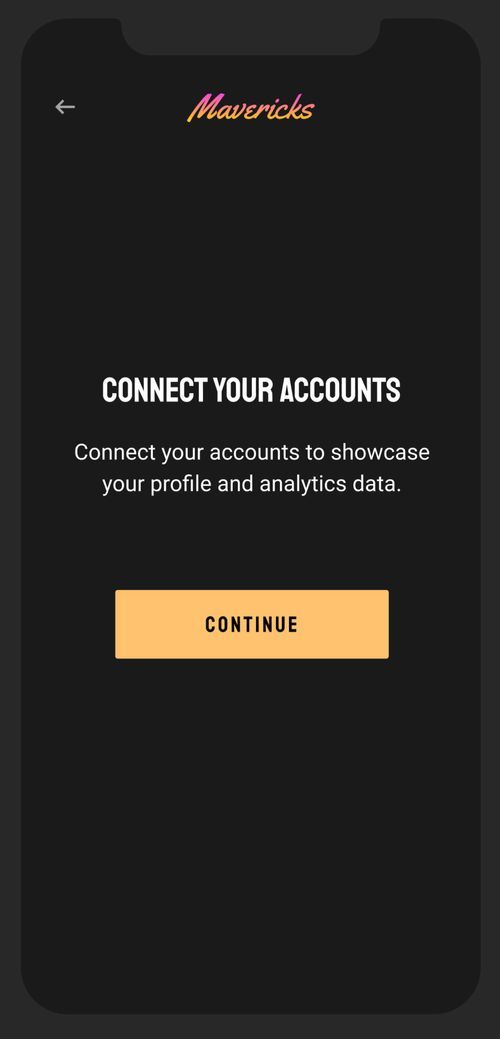 Mavericks
CONNECT YOUR ACCOUNTS
Connect your accounts to showcase
your profile and analytics data.
CONTINUE